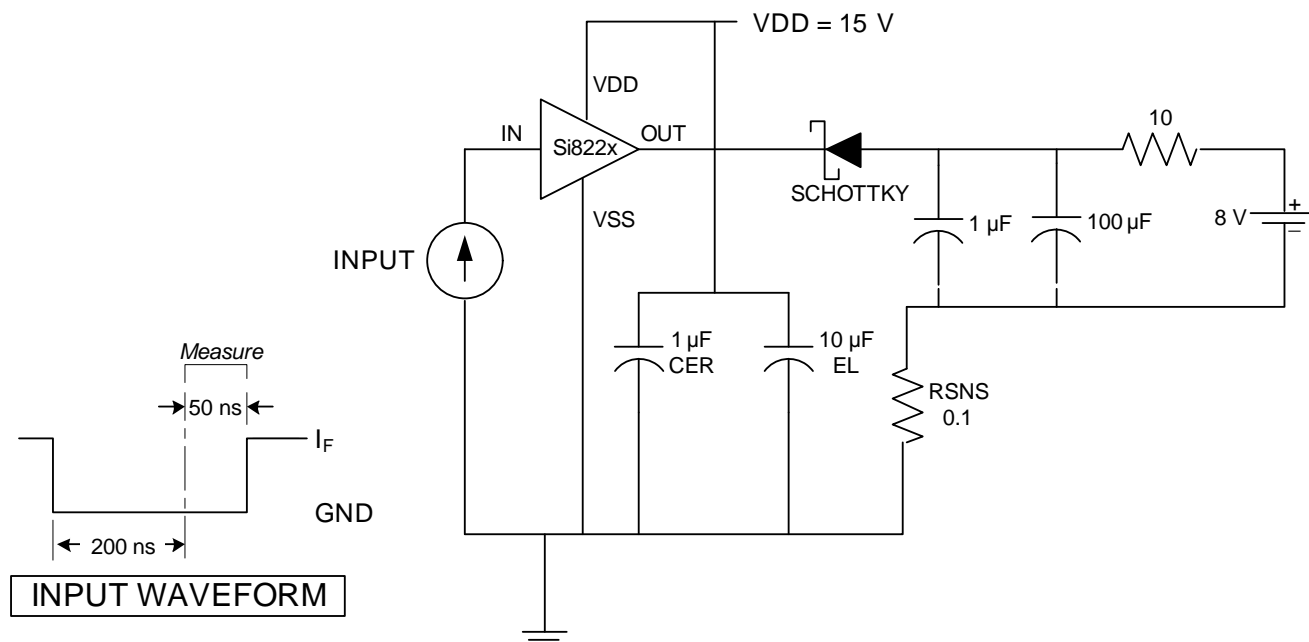 VDD = 15 V
VDD
IN
OUT
Si822x
10
SCHOTTKY
VSS
1 µF
100 µF
8 V
+
–
INPUT
1 µF
CER
10 µF
EL
RSNS
0.1
Measure
50 ns
IF
GND
200 ns
INPUT WAVEFORM